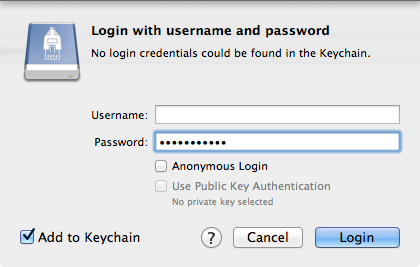 Login with username and password
No login credentials could be found in the Keychain.
Username:
Password: •••••••••••
Anonymous Login
Use Public Key Authentication
No private key selected
Add to Keychain ? Cancel Login